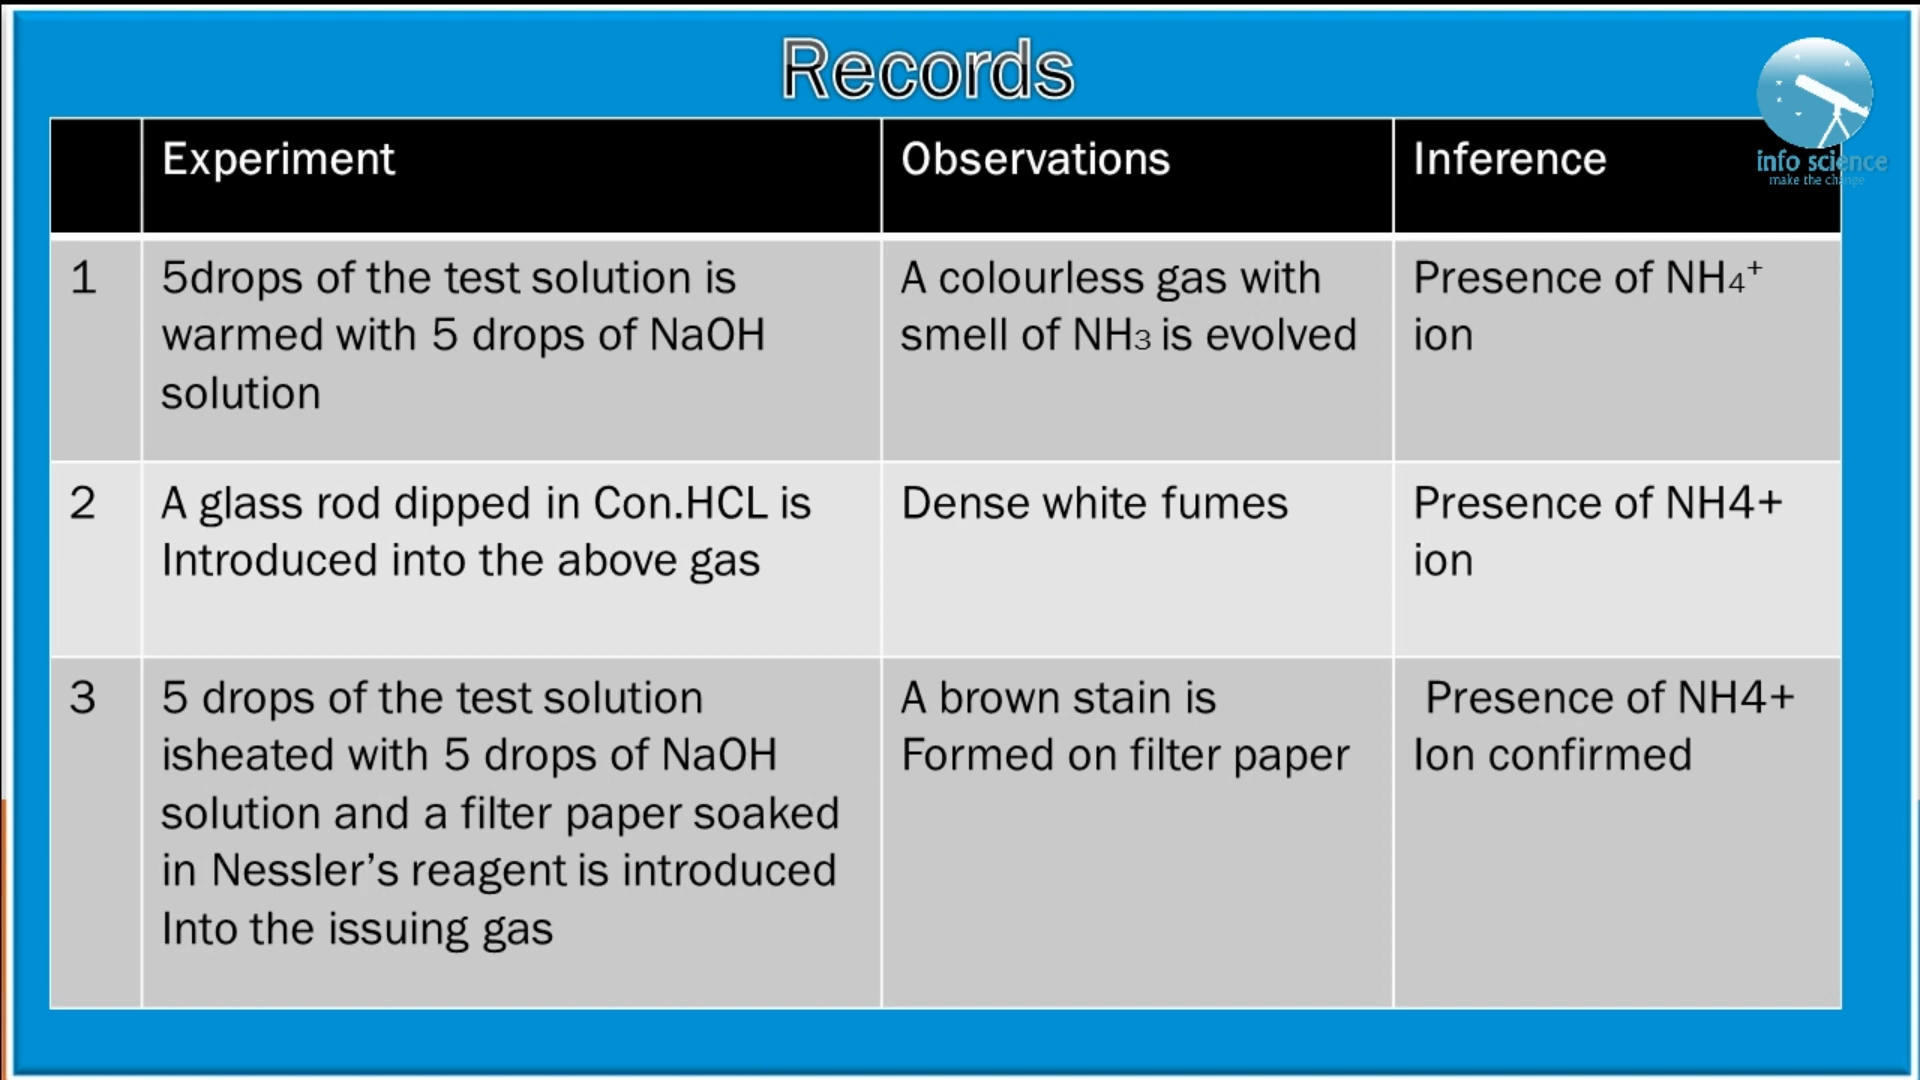 Records
info science
make the change
Experiment
Observations
Inference
1
5drops of the test solution is
warmed with 5 drops of NaOH
solution
A colourless gas with
smell of NH₃ is evolved
Presence of NH₄⁺
ion
2
A glass rod dipped in Con.HCL is
Introduced into the above gas
Dense white fumes
Presence of NH4+
ion
3
5 drops of the test solution
isheated with 5 drops of NaOH
solution and a filter paper soaked
in Nessler’s reagent is introduced
Into the issuing gas
A brown stain is
Formed on filter paper
Presence of NH4+
Ion confirmed